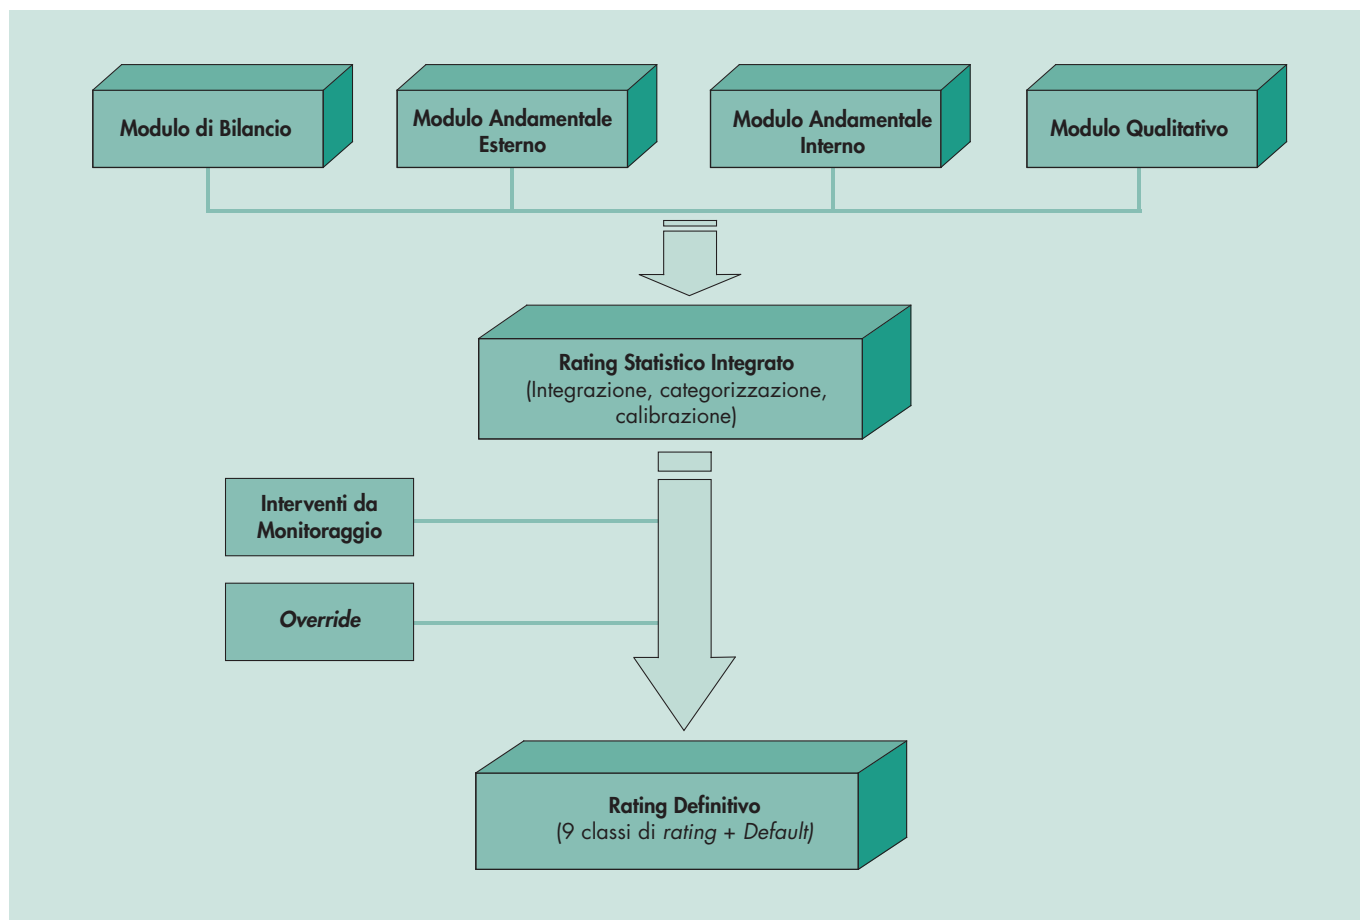 Modulo di Bilancio
Modulo Andamentale
Esterno
Modulo Andamentale
Interno
Modulo Qualitativo
Rating Statistico Integrato
(Integrazione, categorizzazione,
calibrazione)
Interventi da
Monitoraggio
Override
Rating Definitivo
(9 classi di rating + Default)